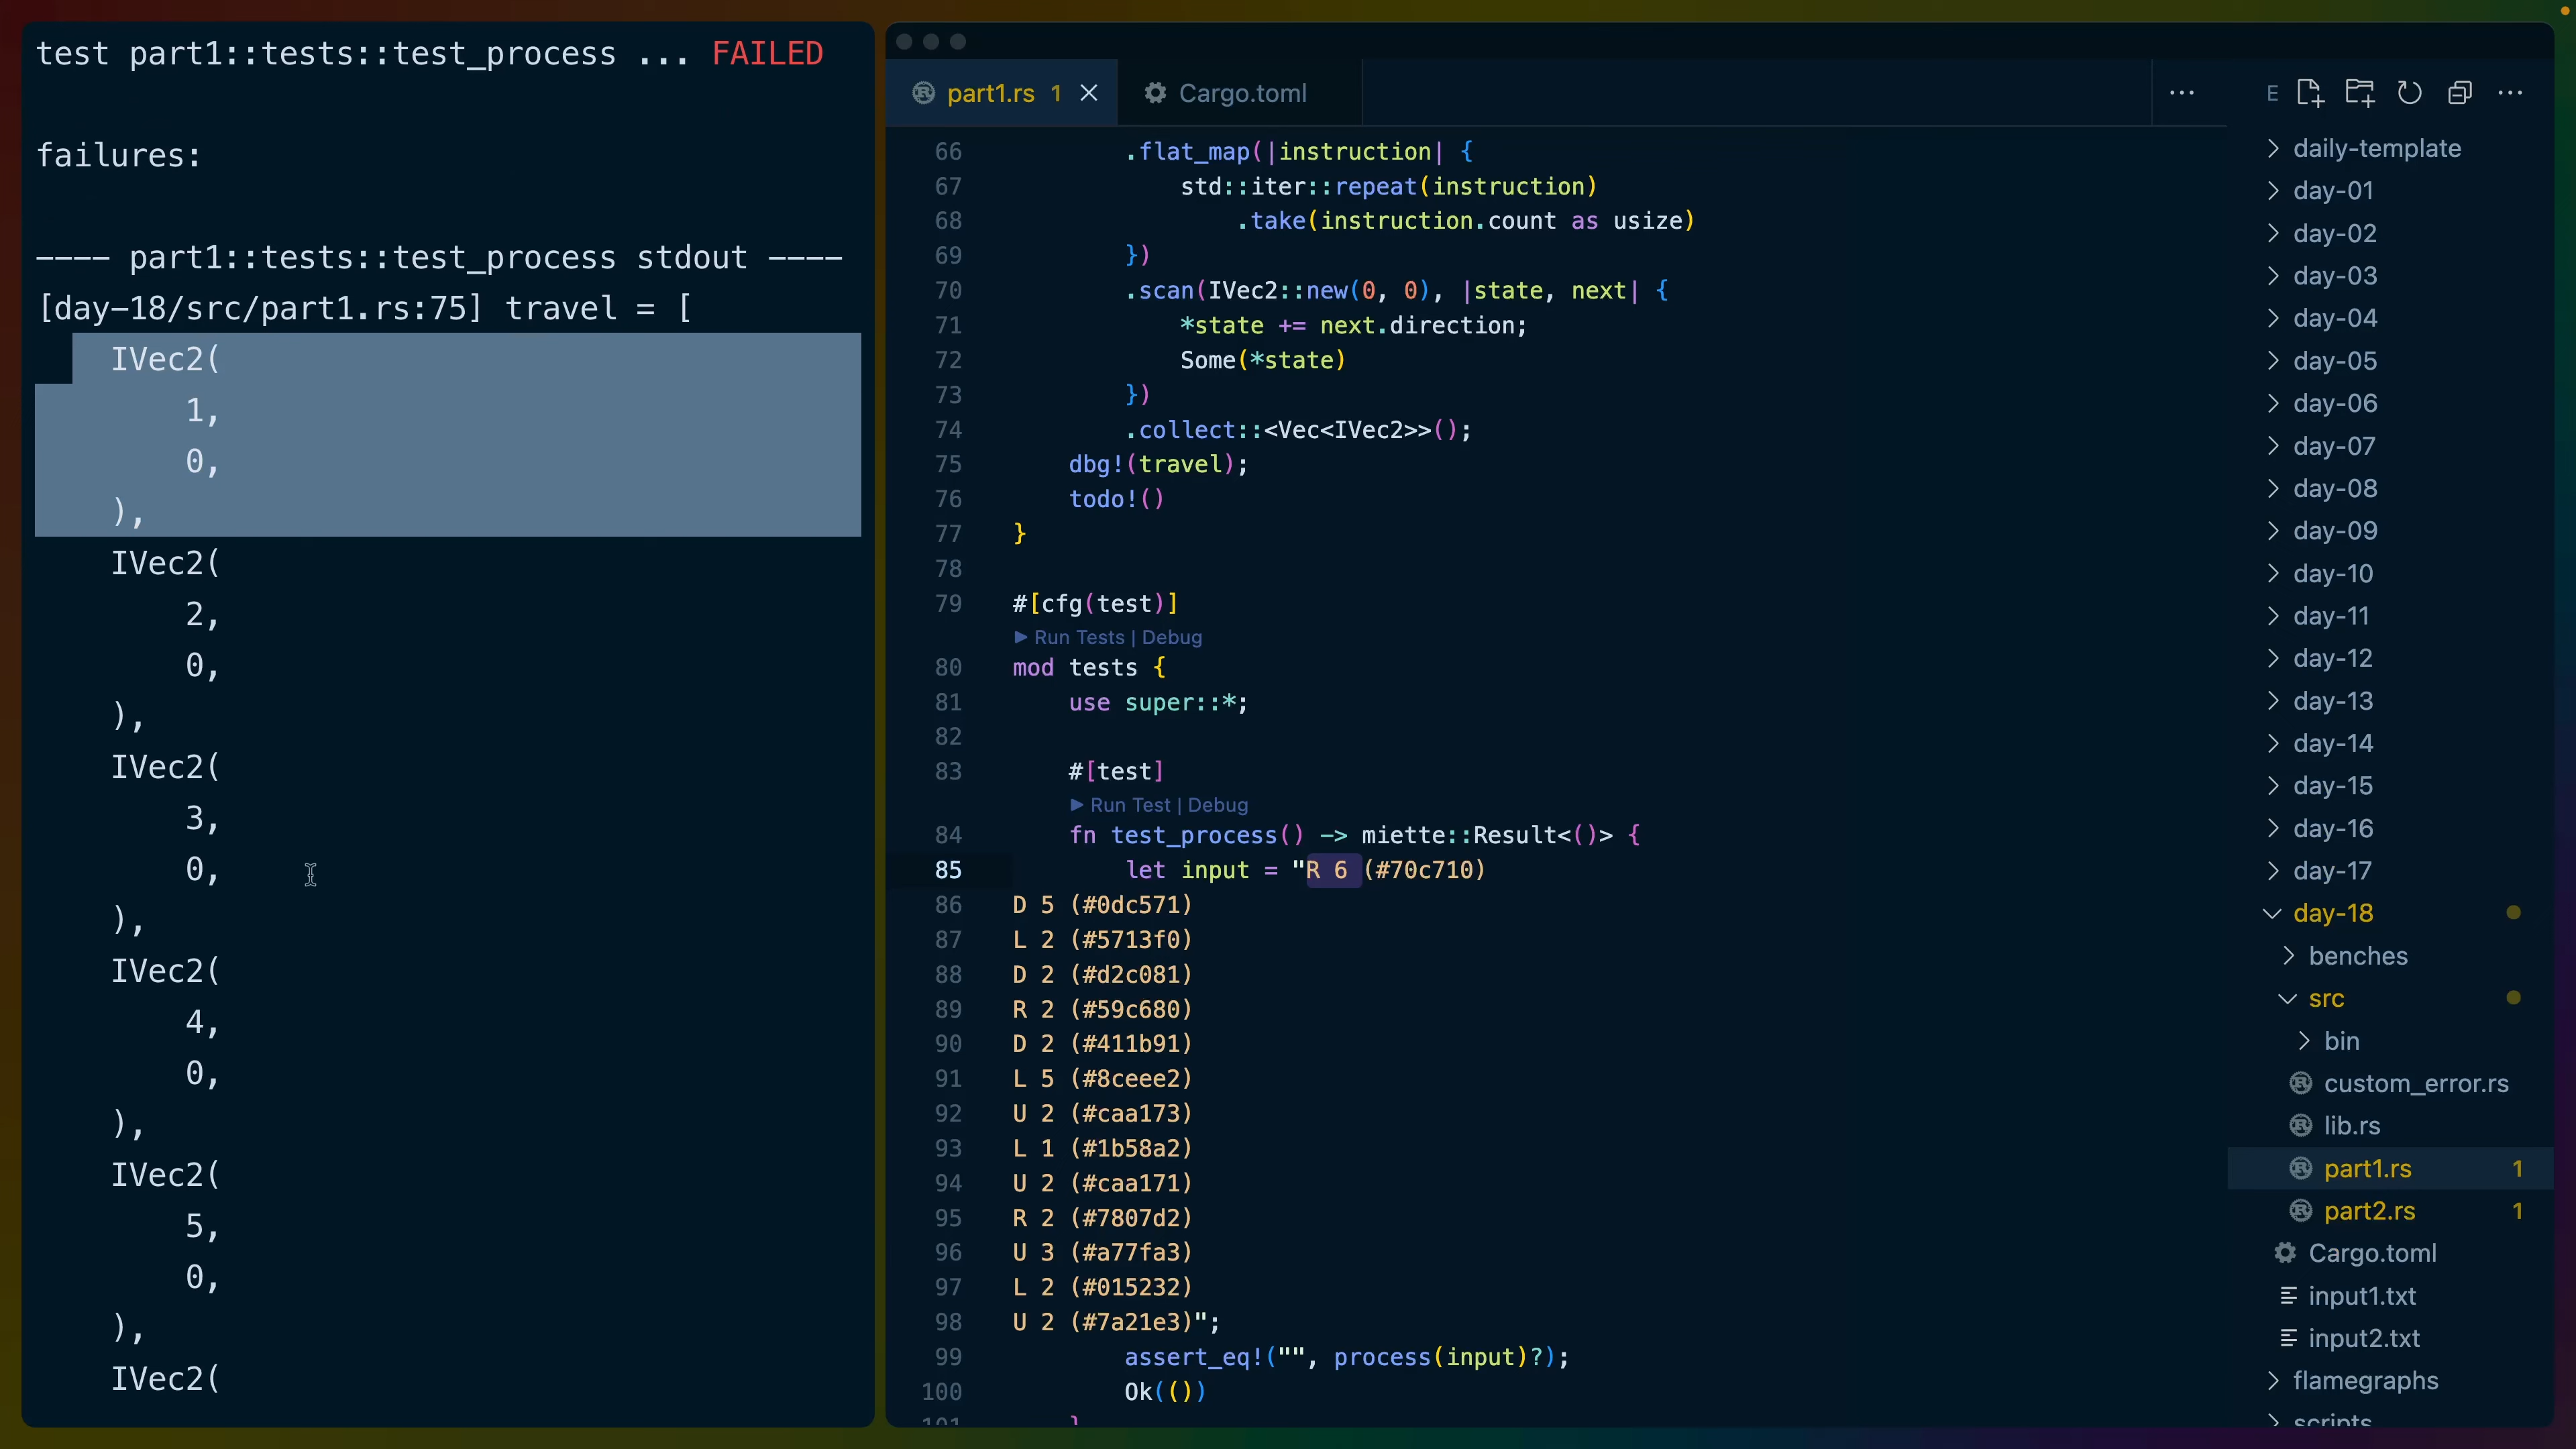 test part1::tests::test_process ... FAILED
failures:
---- part1::tests::test_process stdout ----
[day-18/src/part1.rs:75] travel = [
IVec2(
1,
0,
),
IVec2(
2,
0,
),
IVec2(
3,
0,
),
IVec2(
4,
0,
),
IVec2(
5,
0,
),
IVec2(
part1.rs 1
Cargo.toml
66 .flat_map(|instruction| {
67 std::iter::repeat(instruction)
68 .take(instruction.count as usize)
69 })
70 .scan(IVec2::new(0, 0), |state, next| {
71 *state += next.direction;
72 Some(*state)
73 })
74 .collect::<Vec<IVec2>>();
75 dbg!(travel);
76 todo!()
77 }
78
79 #[cfg(test)]
Run Tests | Debug
80 mod tests {
81 use super::*;
82
83 #[test]
Run Test | Debug
84 fn test_process() -> miette::Result<()> {
85 let input = "R 6 (#70c710)
86 D 5 (#0dc571)
87 L 2 (#5713f0)
88 D 2 (#d2c081)
89 R 2 (#59c680)
90 D 2 (#411b91)
91 L 5 (#8ceee2)
92 U 2 (#caa173)
93 L 1 (#1b58a2)
94 U 2 (#caa171)
95 R 2 (#7807d2)
96 U 3 (#a77fa3)
97 L 2 (#015232)
98 U 2 (#7a21e3)";
99 assert_eq!("", process(input)?);
100 Ok(())
101 }
E
daily-template
day-01
day-02
day-03
day-04
day-05
day-06
day-07
day-08
day-09
day-10
day-11
day-12
day-13
day-14
day-15
day-16
day-17
day-18
benches
src
bin
custom_error.rs
lib.rs
part1.rs 1
part2.rs 1
Cargo.toml
input1.txt
input2.txt
flamegraphs
scripts